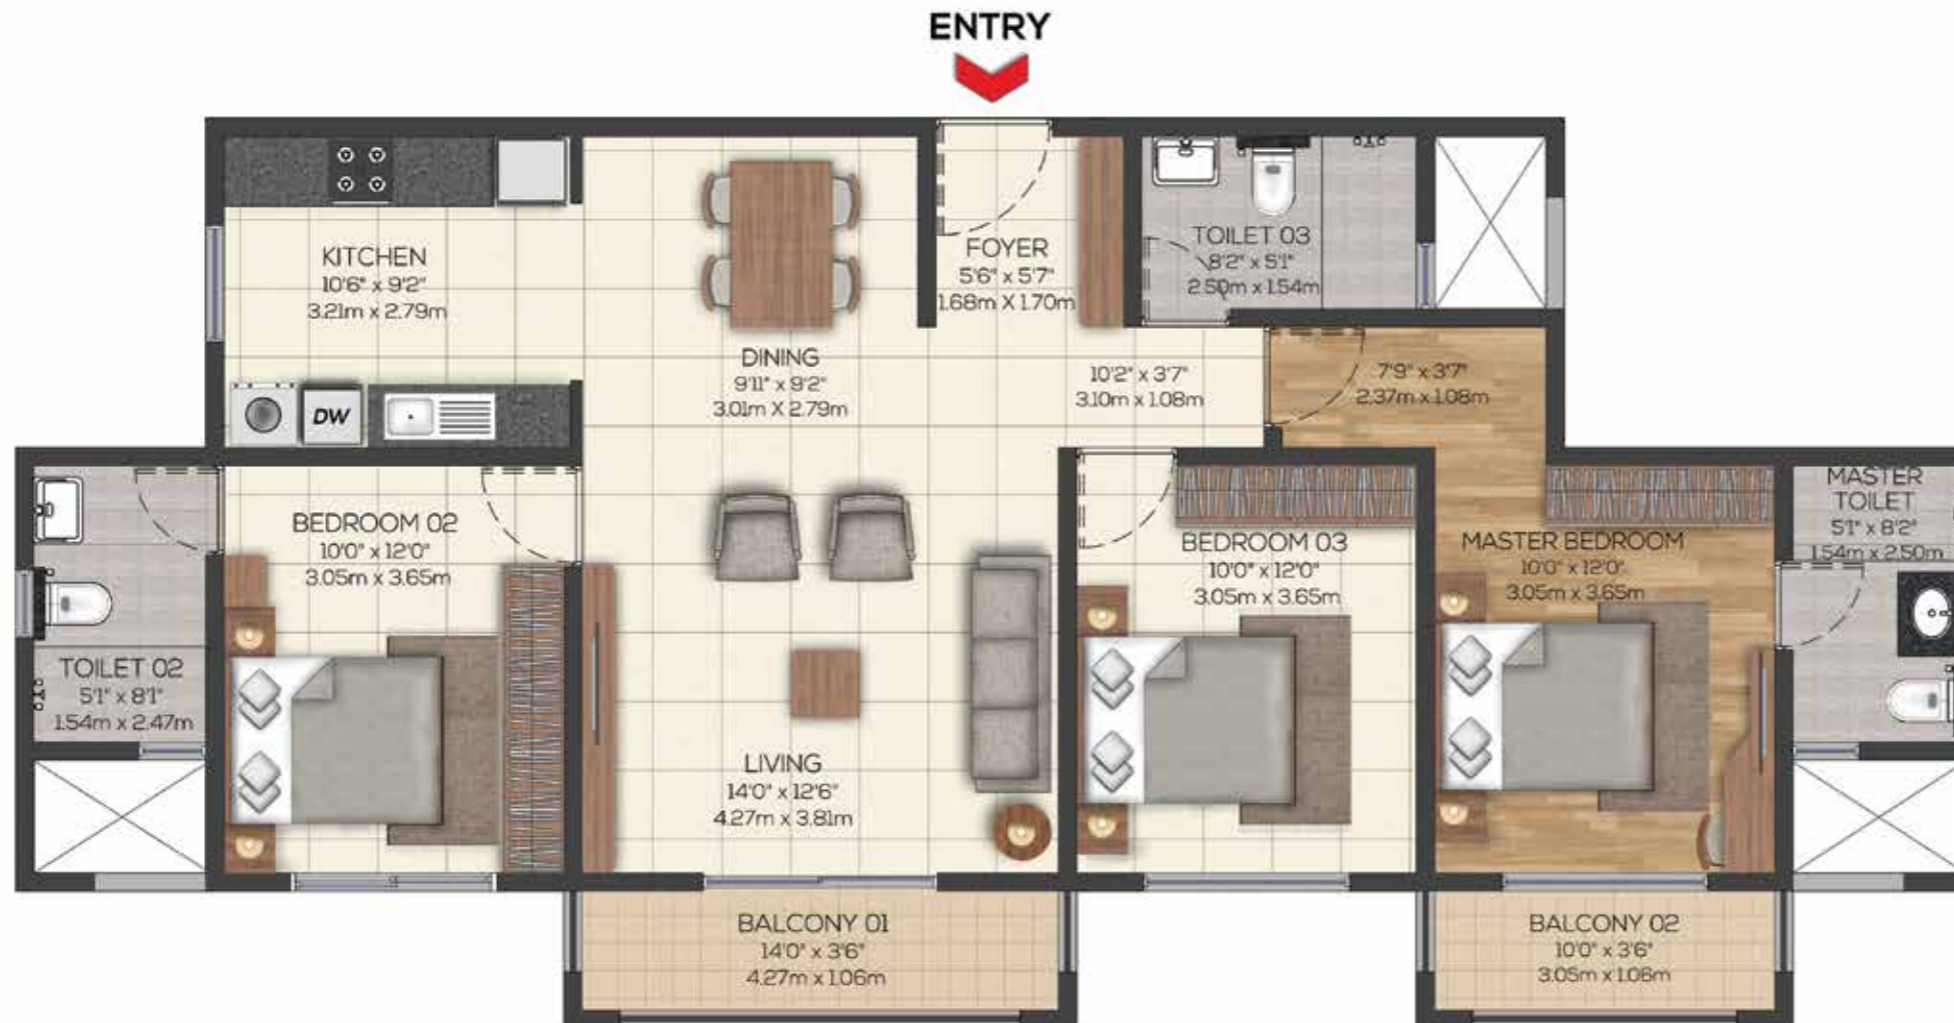 ENTRY
KITCHEN
10'6" x 9'2"
3.21m x 2.79m
DINING
9'11" x 9'2"
3.01m X 2.79m
FOYER
5'6" x 5'7"
1.68m X 1.70m
TOILET 03
8'2" x 5'1"
2.50m x 1.54m
10'2" x 3'7"
3.10m x 1.08m
7'9" x 3'7"
2.37m x 1.08m
DW
BEDROOM 02
10'0" x 12'0"
3.05m x 3.65m
TOILET 02
5'1" x 8'1"
1.54m x 2.47m
LIVING
14'0" x 12'6"
4.27m x 3.81m
BEDROOM 03
10'0" x 12'0"
3.05m x 3.65m
MASTER BEDROOM
10'0" x 12'0"
3.05m x 3.65m
MASTER
TOILET
5'1" x 8'2"
1.54m x 2.50m
BALCONY 01
14'0" x 3'6"
4.27m x 1.06m
BALCONY 02
10'0" x 3'6"
3.05m x 1.06m